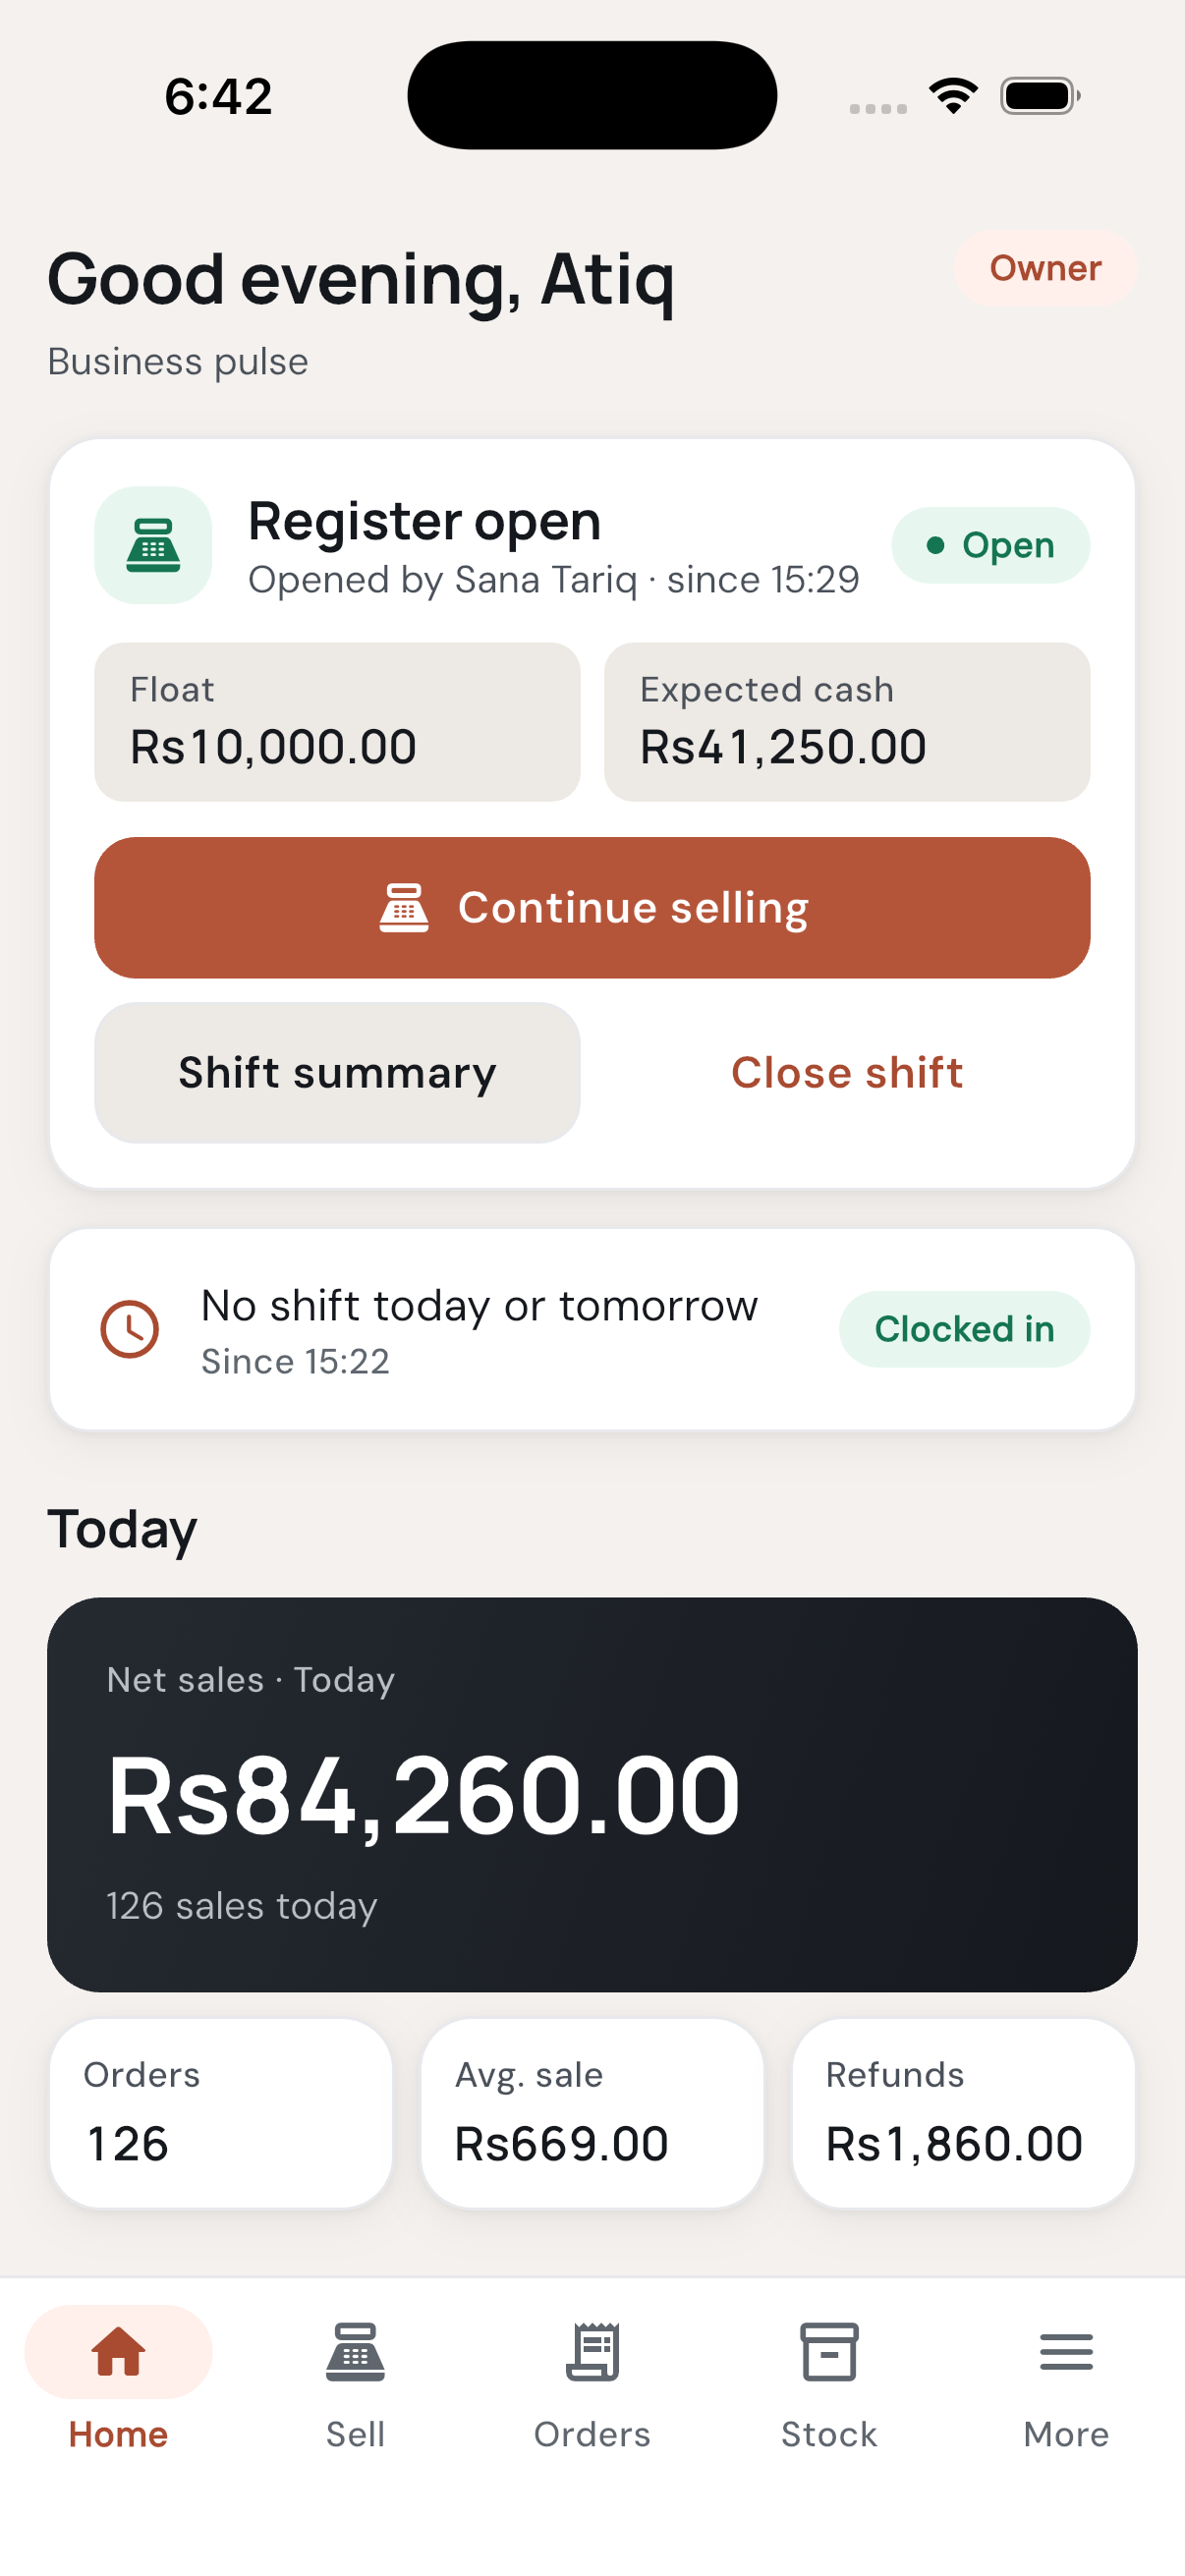 6:42
Good evening, Atiq
Owner
Business pulse
Register open
Opened by Sana Tariq · since 15:29
Open
Float
Rs10,000.00
Expected cash
Rs41,250.00
Continue selling
Shift summary
Close shift
No shift today or tomorrow
Since 15:22
Clocked in
Today
Net sales · Today
Rs84,260.00
126 sales today
Orders
126
Avg. sale
Rs669.00
Refunds
Rs1,860.00
Home
Sell
Orders
Stock
More